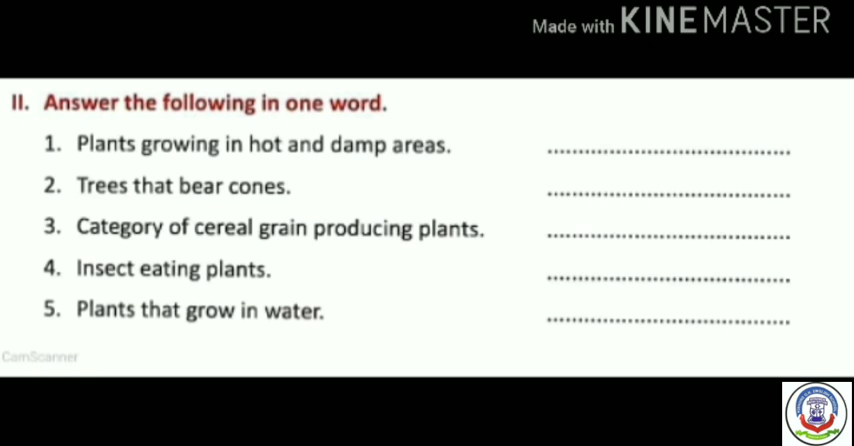 Made with KINEMASTER
II. Answer the following in one word.
1. Plants growing in hot and damp areas. ........................................
2. Trees that bear cones. ........................................
3. Category of cereal grain producing plants. ........................................
4. Insect eating plants. ........................................
5. Plants that grow in water. ........................................
CamScanner